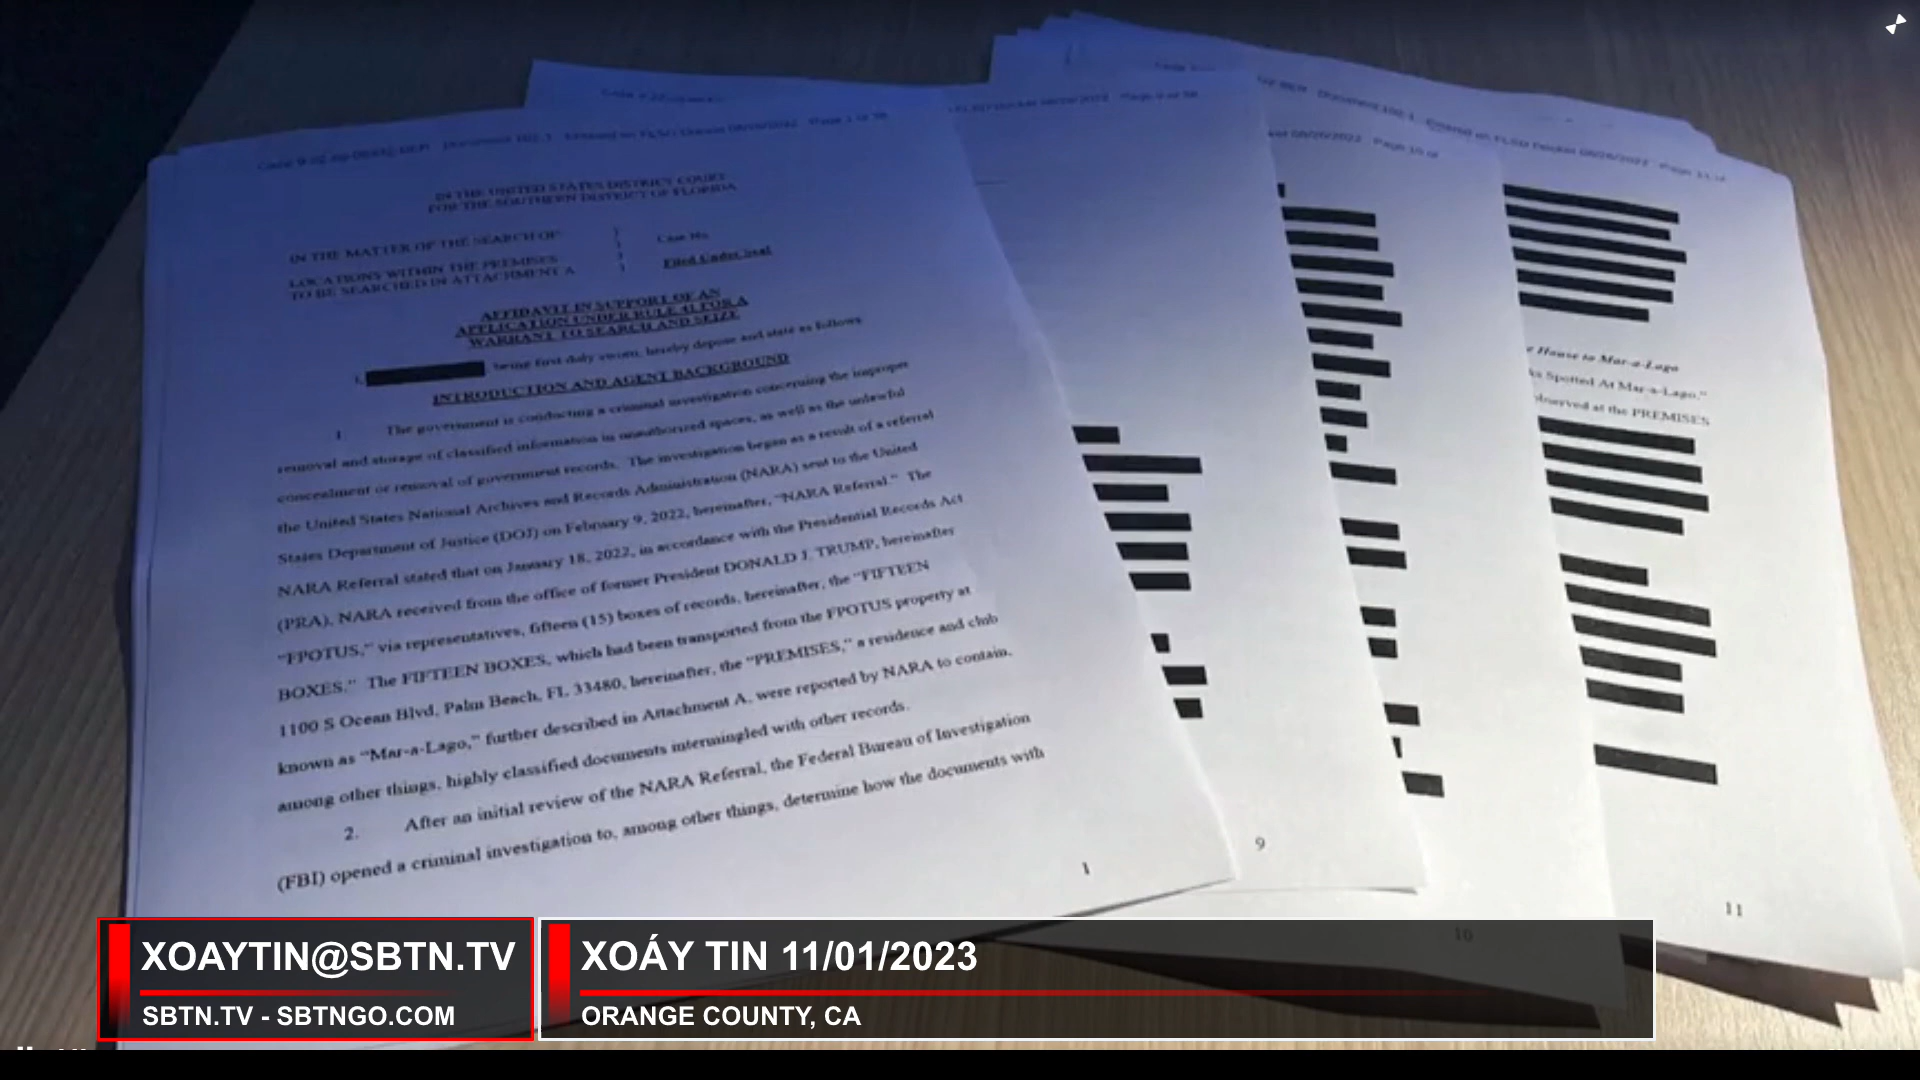 IN THE UNITED STATES DISTRICT COURT
FOR THE SOUTHERN DISTRICT OF FLORIDA
IN THE MATTER OF THE SEARCH OF:
LOCATIONS WITHIN THE PREMISES
TO BE SEARCHED IN ATTACHMENT A
)
)
)
)
Case No.
Filed Under Seal
AFFIDAVIT IN SUPPORT OF AN
APPLICATION UNDER RULE 41 FOR A
WARRANT TO SEARCH AND SEIZE
I, being first duly sworn, hereby depose and state as follows:
INTRODUCTION AND AGENT BACKGROUND
1. The government is conducting a criminal investigation concerning the improper
removal and storage of classified information in unauthorized spaces, as well as the unlawful
concealment or removal of government records. The investigation began as a result of a referral
the United States National Archives and Records Administration (NARA) sent to the United
States Department of Justice (DOJ) on February 9, 2022, hereinafter, "NARA Referral." The
NARA Referral stated that on January 18, 2022, in accordance with the Presidential Records Act
(PRA), NARA received from the office of former President DONALD J. TRUMP, hereinafter
"FPOTUS," via representatives, fifteen (15) boxes of records, hereinafter, the "FIFTEEN
BOXES." The FIFTEEN BOXES, which had been transported from the FPOTUS property at
1100 S Ocean Blvd, Palm Beach, FL 33480, hereinafter, the "PREMISES," a residence and club
known as "Mar-a-Lago," further described in Attachment A, were reported by NARA to contain,
among other things, highly classified documents intermingled with other records.
2. After an initial review of the NARA Referral, the Federal Bureau of Investigation
(FBI) opened a criminal investigation to, among other things, determine how the documents with
1
9
10
House to Mar-a-Lago
Spotted At Mar-a-Lago,"
observed at the PREMISES
11
XOAYTIN@SBTN.TV
SBTN.TV - SBTNGO.COM
XOÁY TIN 11/01/2023
ORANGE COUNTY, CA